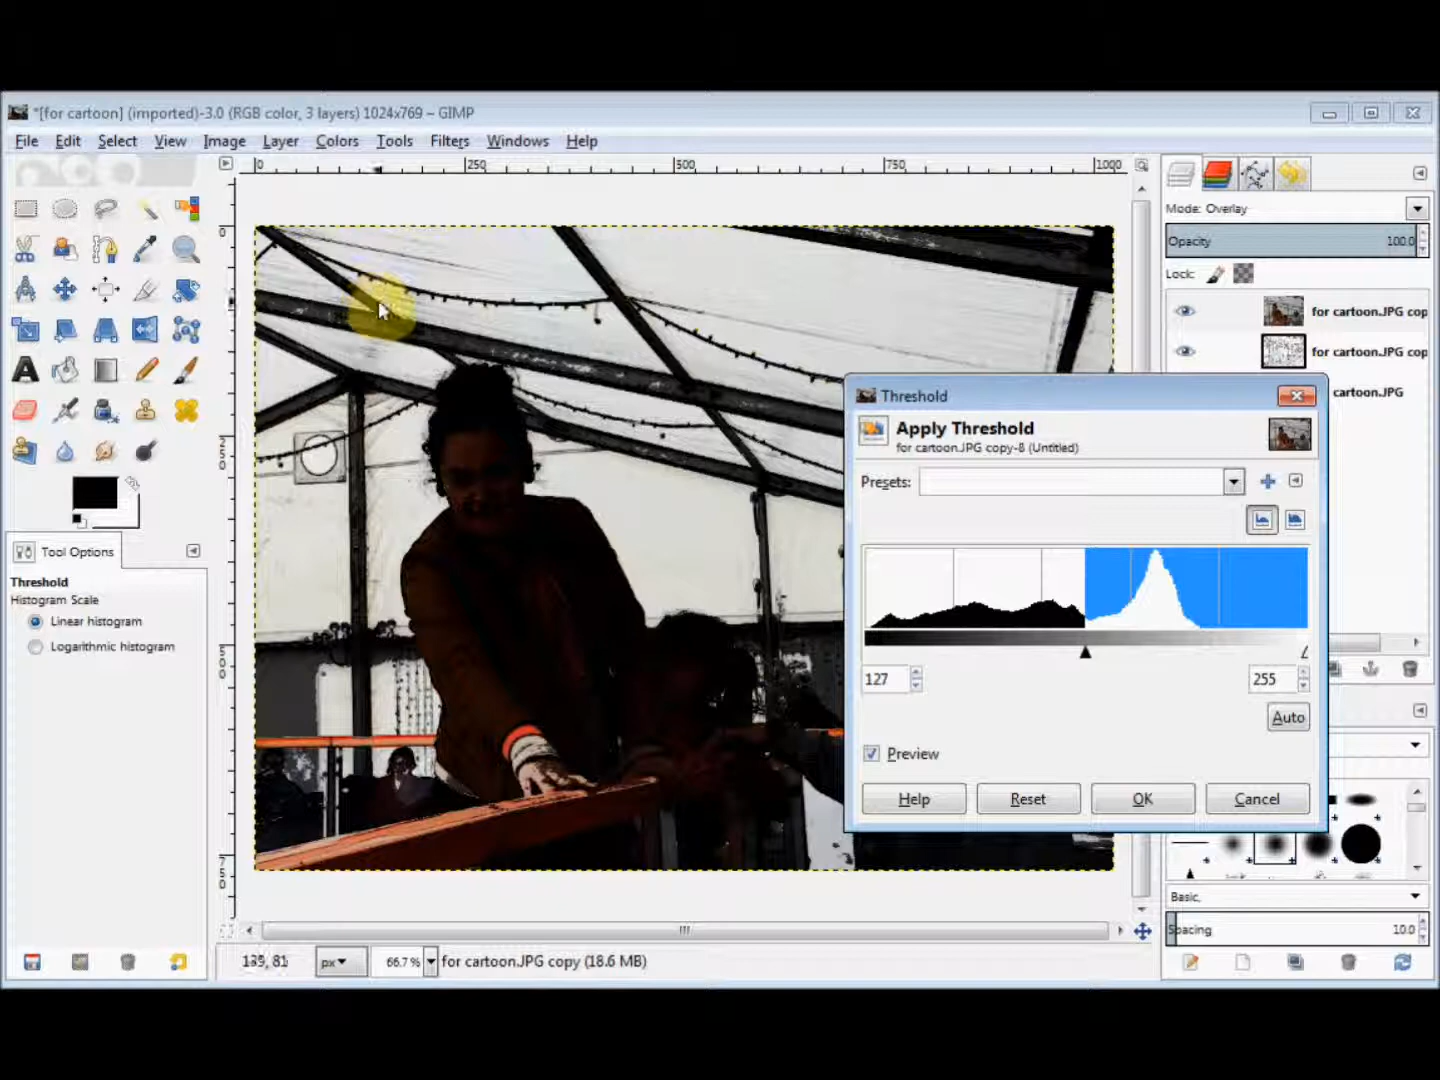 *[for cartoon] (imported)-3.0 (RGB color, 3 layers) 1024x769 – GIMP
File Edit Select View Image Layer Colors Tools Filters Windows Help
0 250 500 750 1000
Mode: Overlay
Opacity 100.0
Lock:
for cartoon.JPG cop
for cartoon.JPG cop
cartoon.JPG
0
250
500
750
Threshold
Apply Threshold
for cartoon.JPG copy-8 (Untitled)
Presets:
127
255
Auto
Preview
Help Reset OK Cancel
Tool Options
Threshold
Histogram Scale
Linear histogram
Logarithmic histogram
Basic,
Spacing 10.0
139, 81 px 66.7 % for cartoon.JPG copy (18.6 MB)